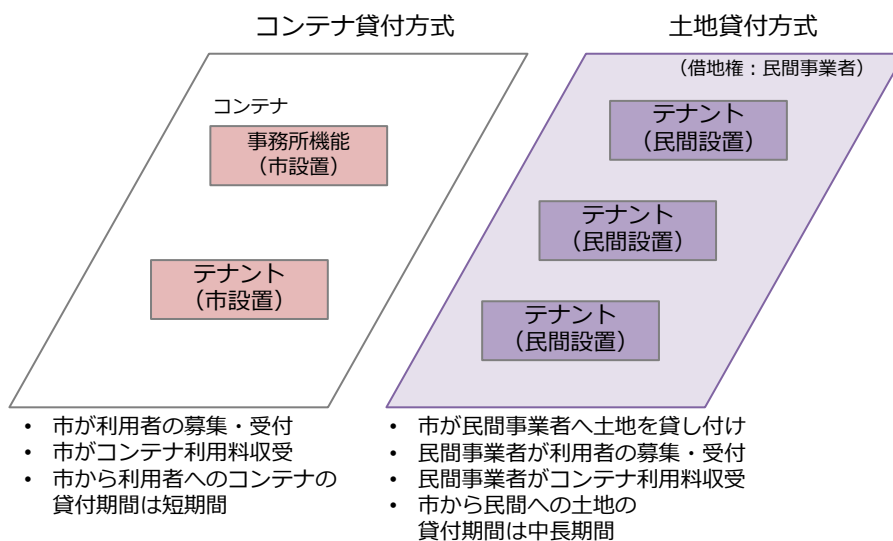 コンテナ貸付方式
コンテナ
事務所機能
（市設置）
テナント
（市設置）
• 市が利用者の募集・受付
• 市がコンテナ利用料収受
• 市から利用者へのコンテナの
貸付期間は短期間
土地貸付方式
（借地権：民間事業者）
テナント
（民間設置）
テナント
（民間設置）
テナント
（民間設置）
• 市が民間事業者へ土地を貸し付け
• 民間事業者が利用者の募集・受付
• 民間事業者がコンテナ利用料収受
• 市から民間への土地の
貸付期間は中長期間